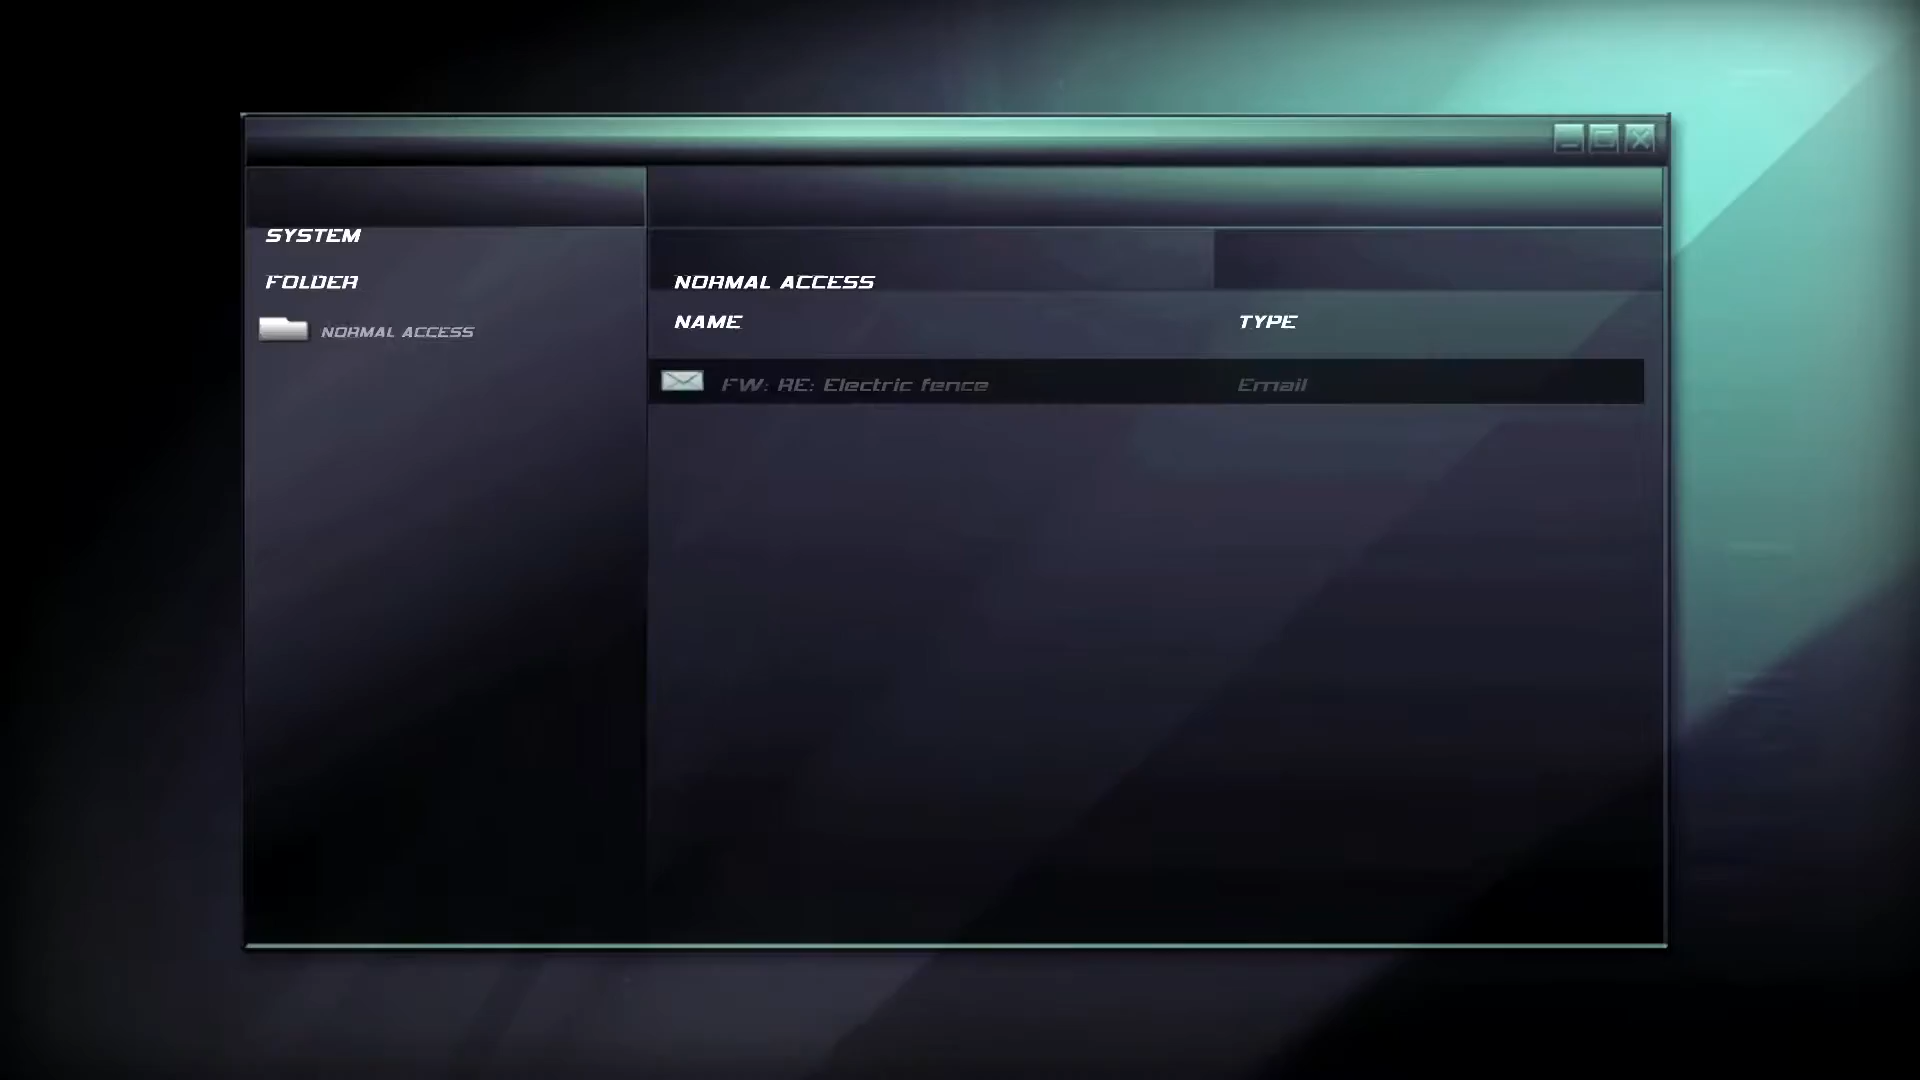 SYSTEM
FOLDER
NORMAL ACCESS
NORMAL ACCESS
NAME TYPE
FW: RE: Electric fence Email